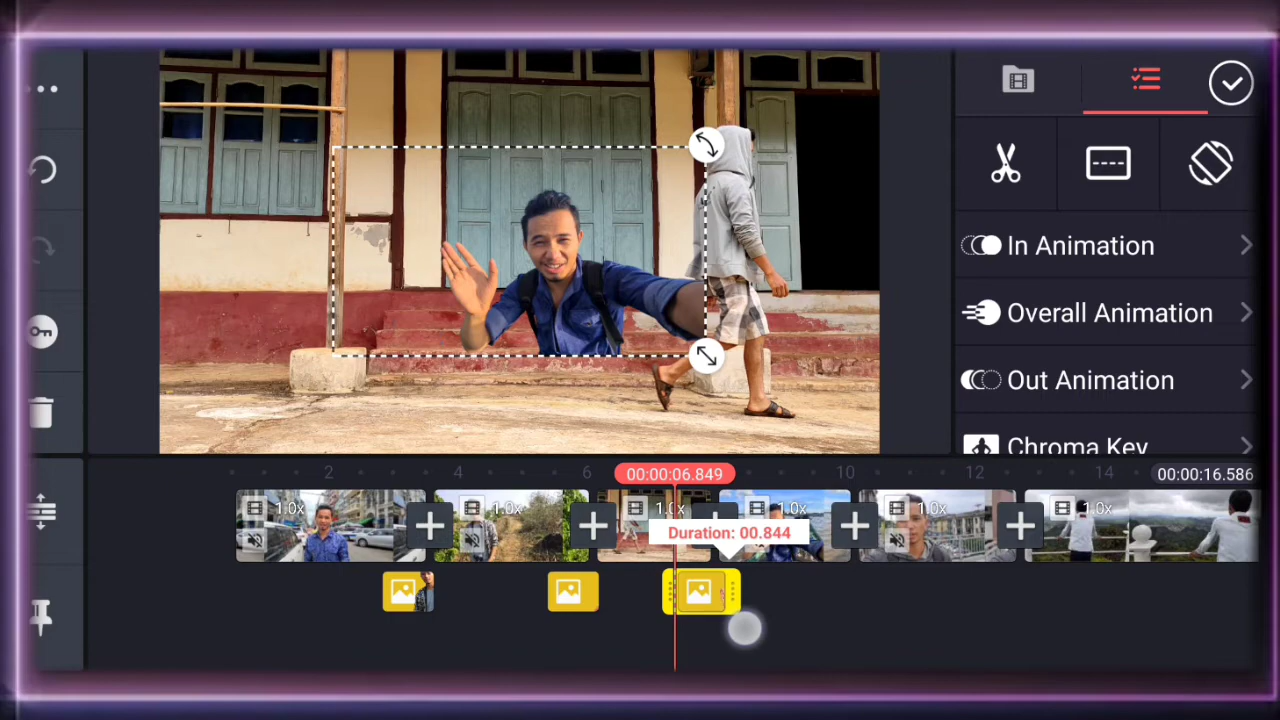 In Animation
Overall Animation
Out Animation
Chroma Key
2
4
6
00:00:06.849
10
12
14
00:00:16.586
1.0x
1.0x
1.0x
1.0x
1.0x
1.0x
Duration: 00.844